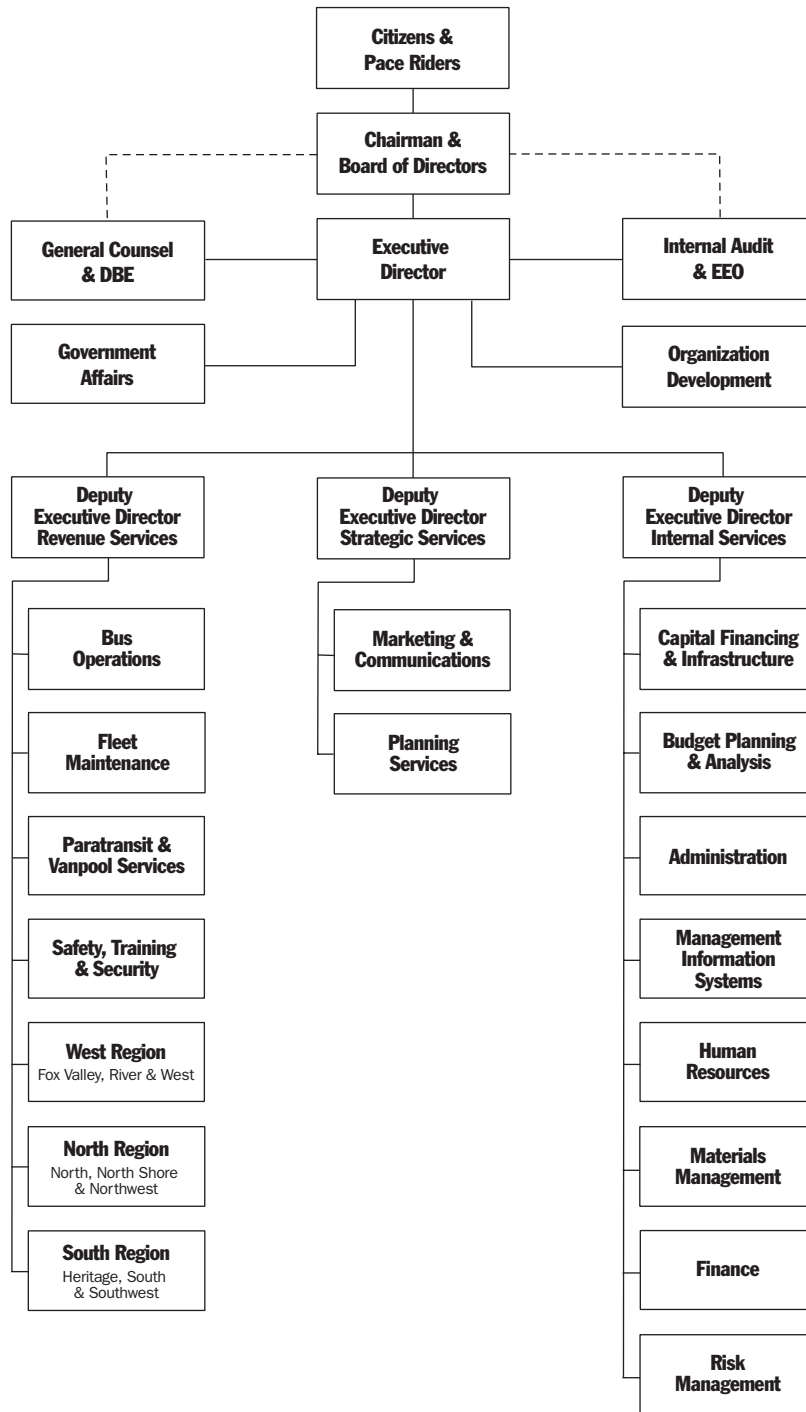 Citizens &
Pace Riders
Chairman &
Board of Directors
General Counsel
& DBE
Executive
Director
Internal Audit
& EEO
Government
Affairs
Organization
Development
Deputy
Executive Director
Revenue Services
Deputy
Executive Director
Strategic Services
Deputy
Executive Director
Internal Services
Bus
Operations
Fleet
Maintenance
Paratransit &
Vanpool Services
Safety, Training
& Security
West Region
Fox Valley, River & West
North Region
North, North Shore
& Northwest
South Region
Heritage, South
& Southwest
Marketing &
Communications
Planning
Services
Capital Financing
& Infrastructure
Budget Planning
& Analysis
Administration
Management
Information
Systems
Human
Resources
Materials
Management
Finance
Risk
Management